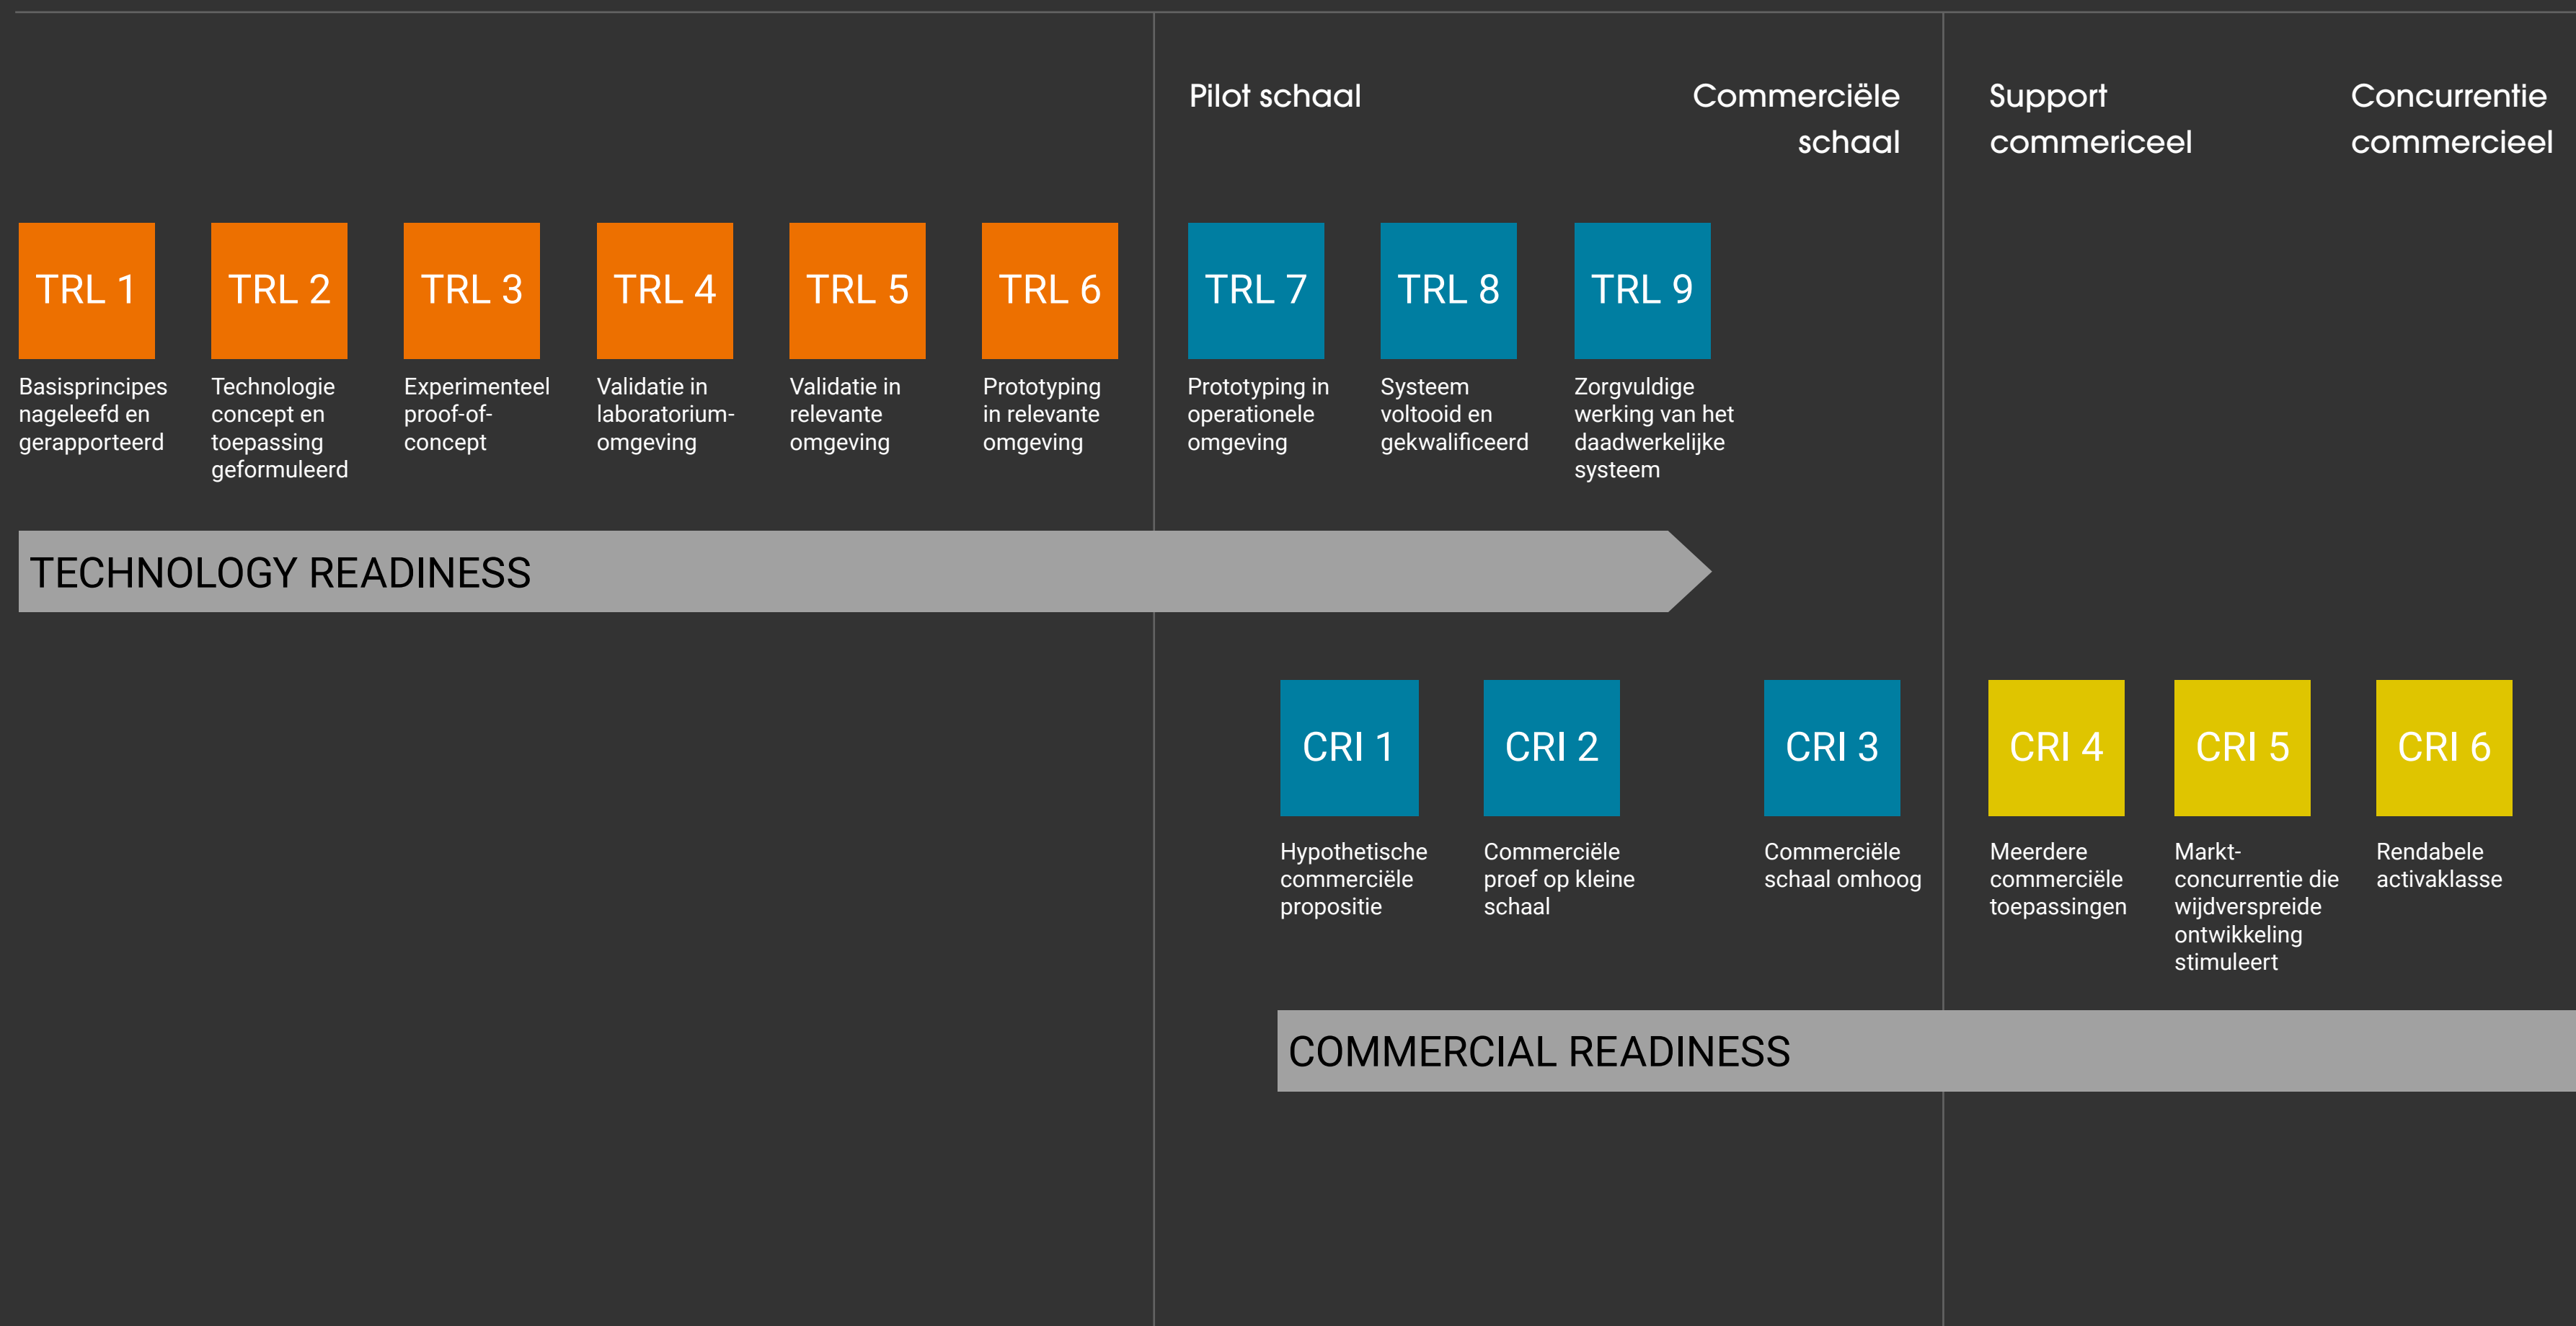 Pilot schaal
Commerciële
schaal
Support
commericeel
Concurrentie
commercieel
TRL 1
Basisprincipes
nageleefd en
gerapporteerd
TRL 2
Technologie
concept en
toepassing
geformuleerd
TRL 3
Experimenteel
proof-of-
concept
TRL 4
Validatie in
laboratorium-
omgeving
TRL 5
Validatie in
relevante
omgeving
TRL 6
Prototyping
in relevante
omgeving
TRL 7
Prototyping in
operationele
omgeving
TRL 8
Systeem
voltooid en
gekwalificeerd
TRL 9
Zorgvuldige
werking van het
daadwerkelijke
systeem
TECHNOLOGY READINESS
CRI 1
Hypothetische
commerciële
propositie
CRI 2
Commerciële
proef op kleine
schaal
CRI 3
Commerciële
schaal omhoog
CRI 4
Meerdere
commerciële
toepassingen
CRI 5
Markt-
concurrentie die
wijdverspreide
ontwikkeling
stimuleert
CRI 6
Rendabele
activaklasse
COMMERCIAL READINESS